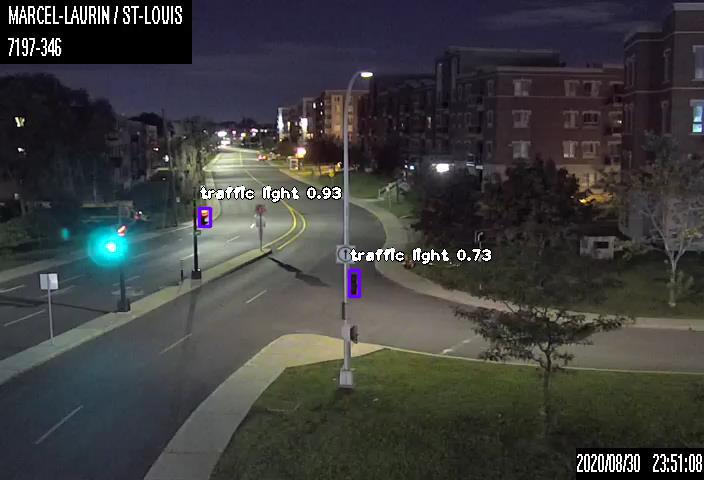 MARCEL-LAURIN / ST-LOUIS
7197-346
traffic light 0.93
traffic light 0.73
2020/08/30 23:51:08